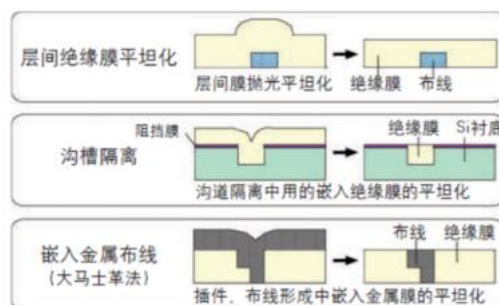 层间绝缘膜平坦化
层间膜抛光平坦化
绝缘膜
布线
阻挡膜
沟槽隔离
绝缘膜
Si衬底
沟道隔离中用的嵌入绝缘膜的平坦化
嵌入金属布线
(大马士革法)
布线
绝缘膜
插件、布线形成中嵌入金属膜的平坦化